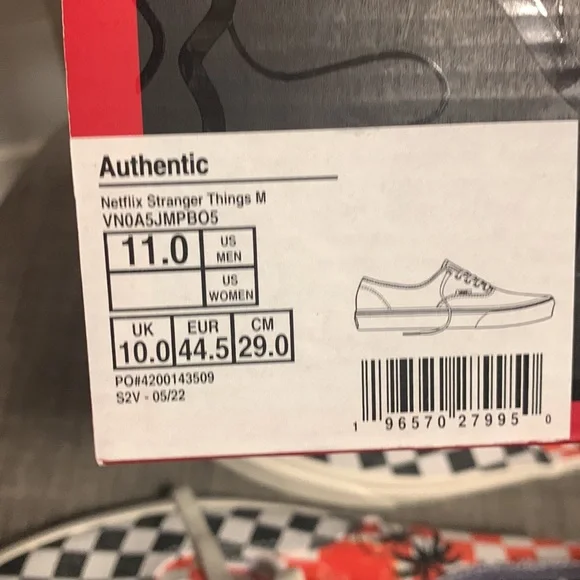 Authentic
Netflix Stranger Things M
VN0A5JMPBO5
11.0 US MEN
US WOMEN
UK EUR CM
10.0 44.5 29.0
PO#4200143509
S2V - 05/22
1 96570 27995 0